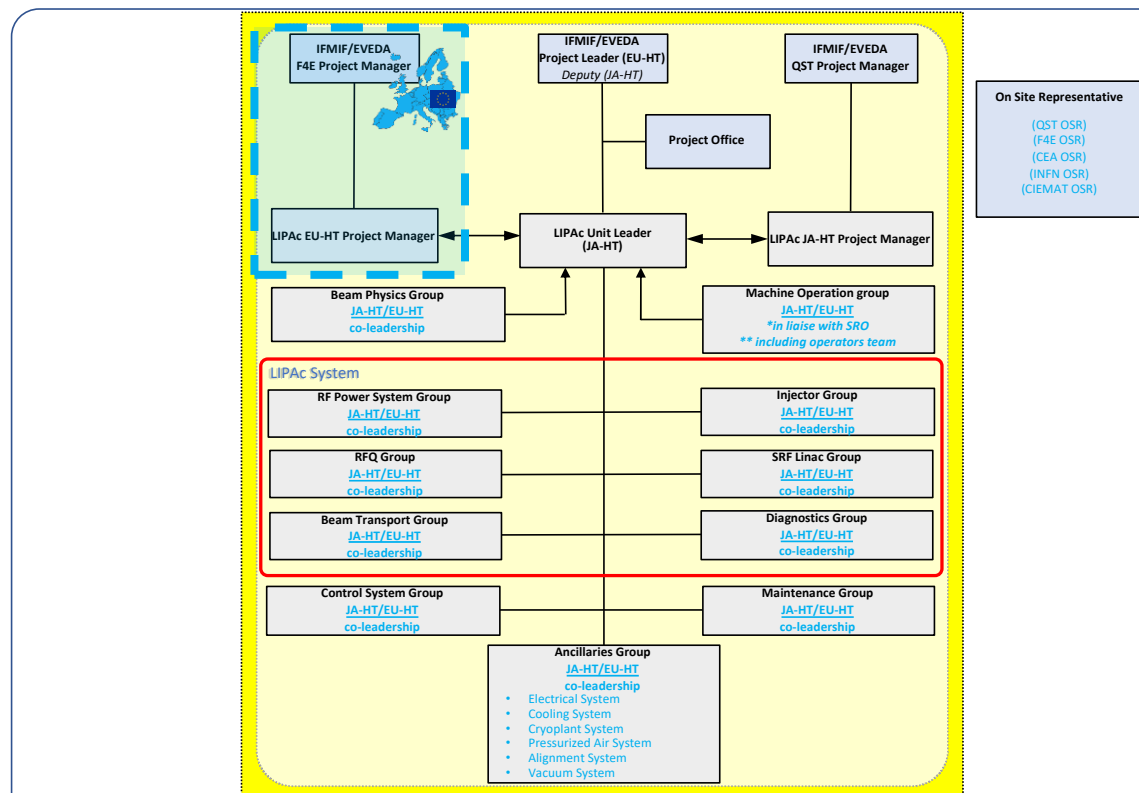 IFMIF/EVEDA
F4E Project Manager
IFMIF/EVEDA
Project Leader (EU-HT)
Deputy (JA-HT)
IFMIF/EVEDA
QST Project Manager
On Site Representative
(QST OSR)
(F4E OSR)
(CEA OSR)
(INFN OSR)
(CIEMAT OSR)
Project Office
LIPAc EU-HT Project Manager
LIPAc Unit Leader
(JA-HT)
LIPAc JA-HT Project Manager
Beam Physics Group
JA-HT/EU-HT
co-leadership
Machine Operation group
JA-HT/EU-HT
*in liaise with SRO
** including operators team
LIPAc System
RF Power System Group
JA-HT/EU-HT
co-leadership
Injector Group
JA-HT/EU-HT
co-leadership
RFQ Group
JA-HT/EU-HT
co-leadership
SRF Linac Group
JA-HT/EU-HT
co-leadership
Beam Transport Group
JA-HT/EU-HT
co-leadership
Diagnostics Group
JA-HT/EU-HT
co-leadership
Control System Group
JA-HT/EU-HT
co-leadership
Maintenance Group
JA-HT/EU-HT
co-leadership
Ancillaries Group
JA-HT/EU-HT
co-leadership
• Electrical System
• Cooling System
• Cryoplant System
• Pressurized Air System
• Alignment System
• Vacuum System